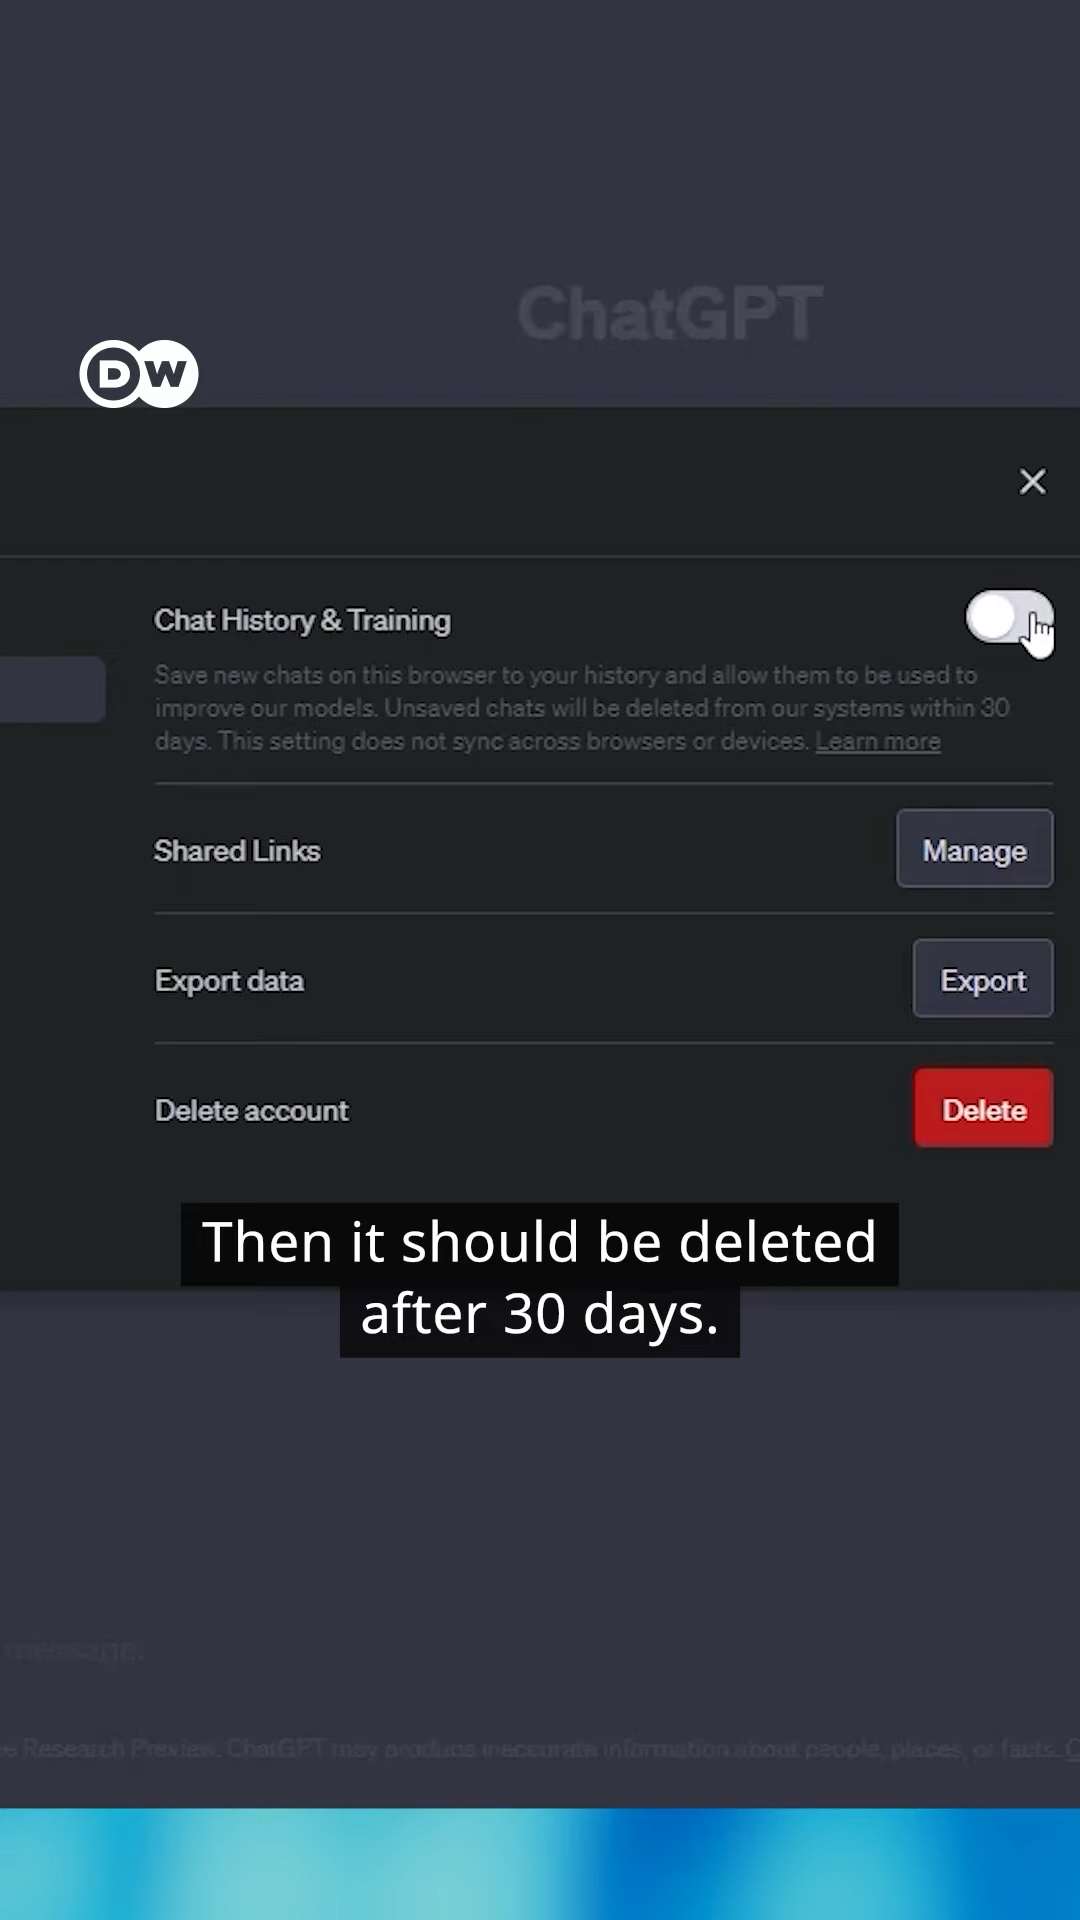 ChatGPT
DW
Chat History & Training
Save new chats on this browser to your history and allow them to be used to
improve our models. Unsaved chats will be deleted from our systems within 30
days. This setting does not sync across browsers or devices. Learn more
Shared Links
Manage
Export data
Export
Delete account
Delete
Then it should be deleted
after 30 days.
message.
Research Preview. ChatGPT may produce inaccurate information about people, places, or facts.